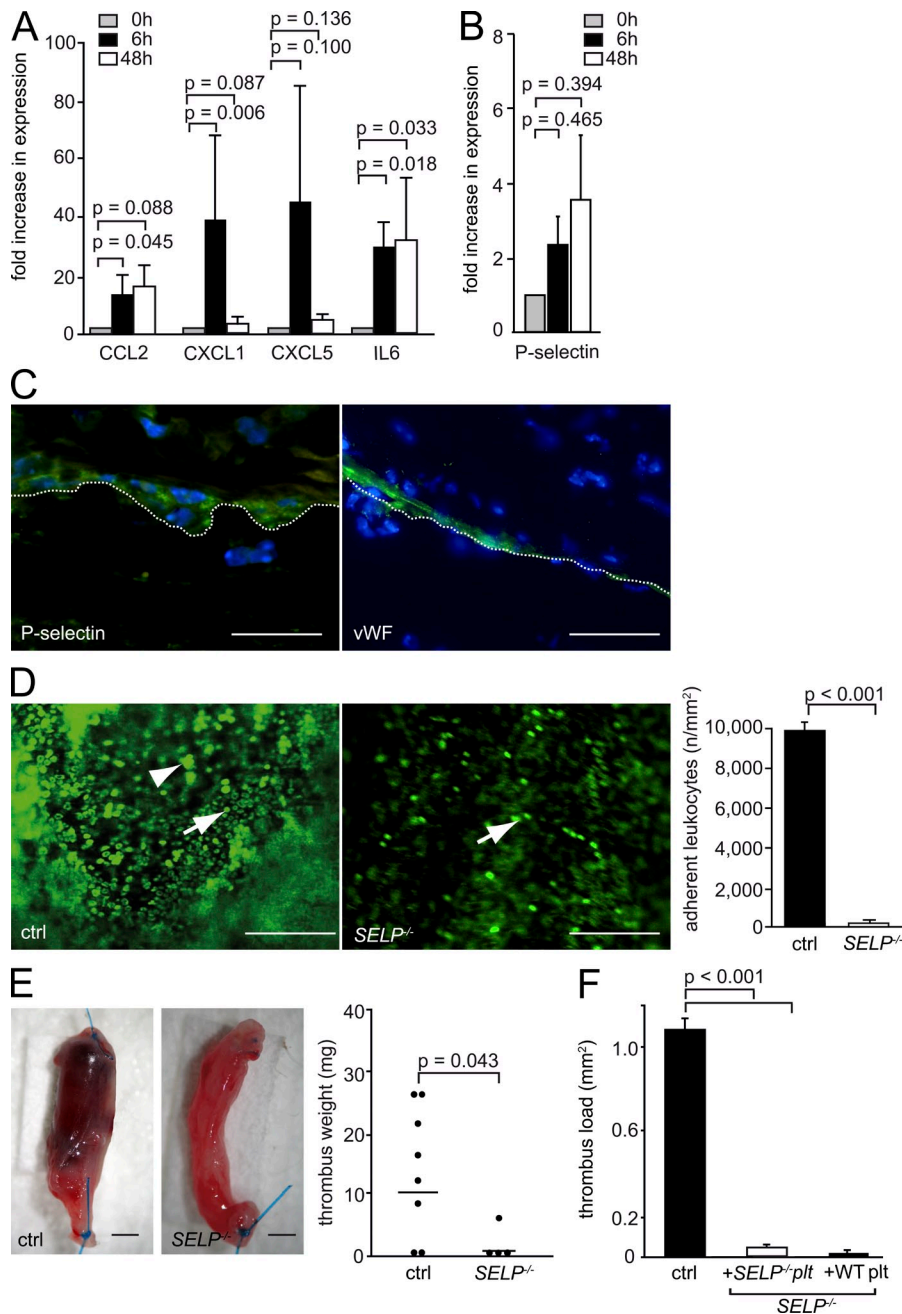 A
0h
6h
48h
fold increase in expression
100
80
60
40
20
0
p = 0.088
p = 0.045
p = 0.087
p = 0.006
p = 0.136
p = 0.100
p = 0.033
p = 0.018
CCL2 CXCL1 CXCL5 IL6
B
0h
6h
48h
fold increase in expression
8
6
4
2
0
p = 0.394
p = 0.465
P-selectin
C
P-selectin
vWF
D
ctrl
SELP-/-
adherent leukocytes (n/mm²)
p < 0.001
10,000
8,000
6,000
4,000
2,000
0
ctrl SELP-/-
E
ctrl
SELP-/-
thrombus weight (mg)
40
30
20
10
0
p = 0.043
ctrl SELP-/-
F
p < 0.001
thrombus load (mm²)
1.0
0.6
0.2
0
ctrl +SELP-/-plt +WT plt
SELP-/-